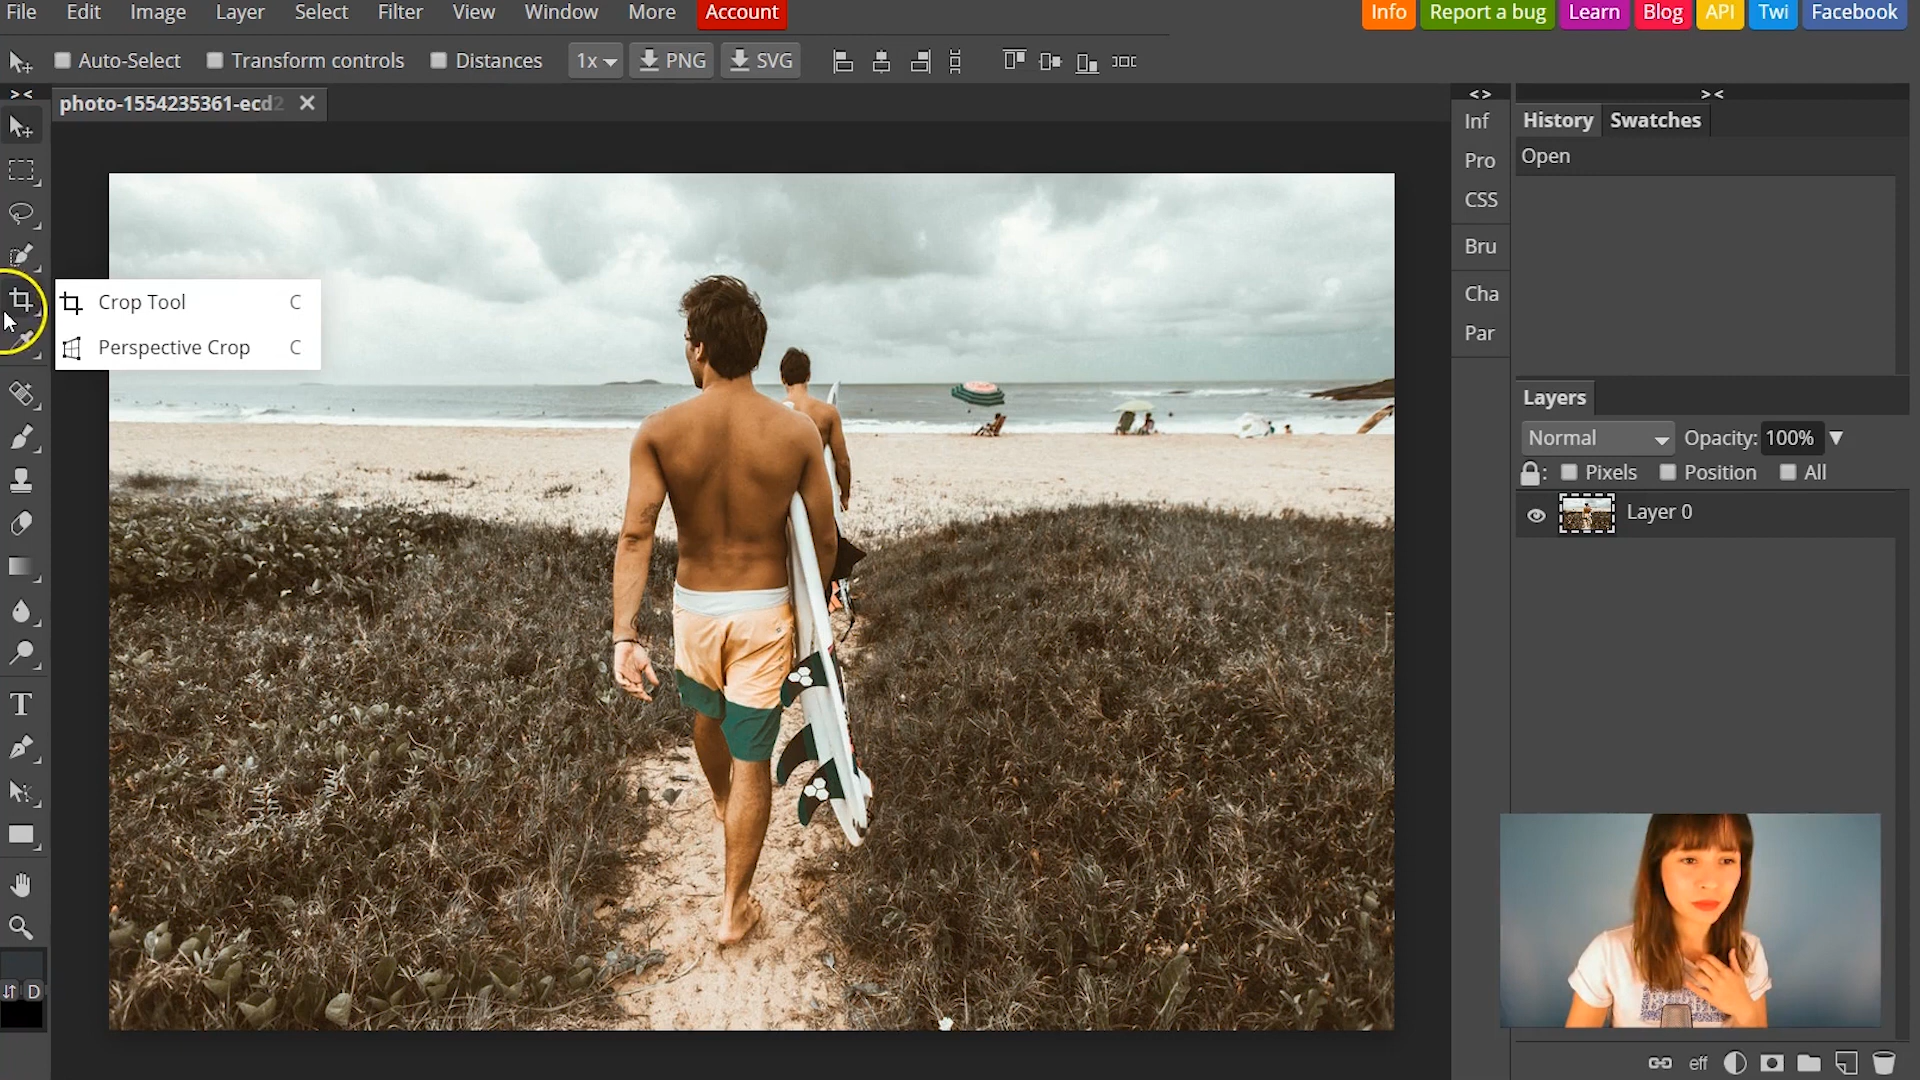 File Edit Image Layer Select Filter View Window More Account Info Report a bug Learn Blog API Twi Facebook
Auto-Select Transform controls Distances 1x PNG SVG
> < < > > <
photo-1554235361-ecd2
Inf
Pro
CSS
Bru
Cha
Par
History Swatches
Open
Crop Tool C
Perspective Crop C
Layers
Normal Opacity: 100%
: Pixels Position All
Layer 0
T
D
eff